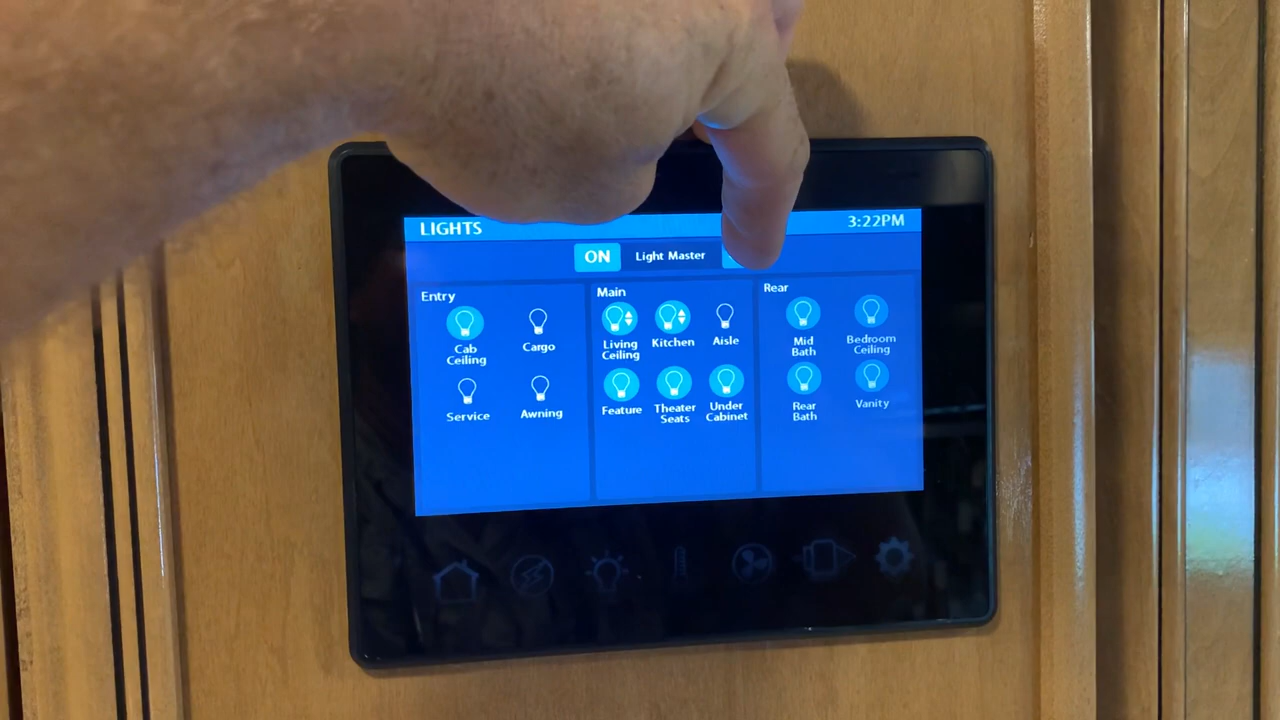 LIGHTS 3:22PM
ON Light Master
Entry
Cab
Ceiling
Cargo
Service
Awning
Main
Living
Ceiling
Kitchen
Aisle
Feature
Theater
Seats
Under
Cabinet
Rear
Mid
Bath
Bedroom
Ceiling
Rear
Bath
Vanity